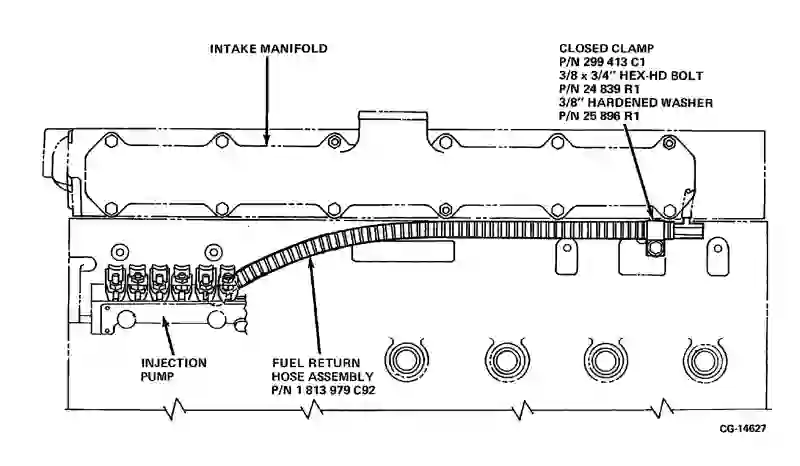 INTAKE MANIFOLD
CLOSED CLAMP
P/N 299 413 C1
3/8 x 3/4" HEX-HD BOLT
P/N 24 839 R1
3/8" HARDENED WASHER
P/N 25 896 R1
INJECTION
PUMP
FUEL RETURN
HOSE ASSEMBLY
P/N 1 813 979 C92
CG-14627